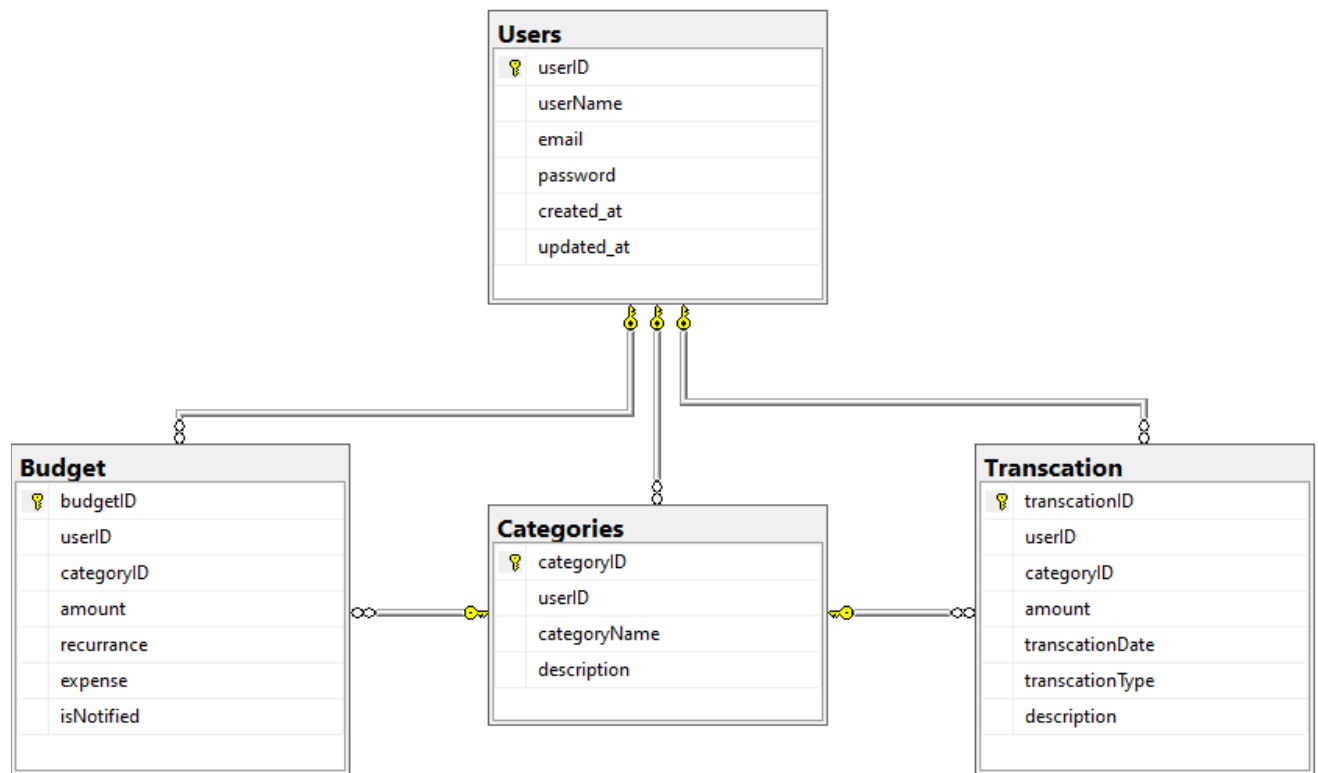 Users
userID
userName
email
password
created_at
updated_at
Budget
budgetID
userID
categoryID
amount
recurrance
expense
isNotified
Categories
categoryID
userID
categoryName
description
Transcation
transcationID
userID
categoryID
amount
transcationDate
transcationType
description